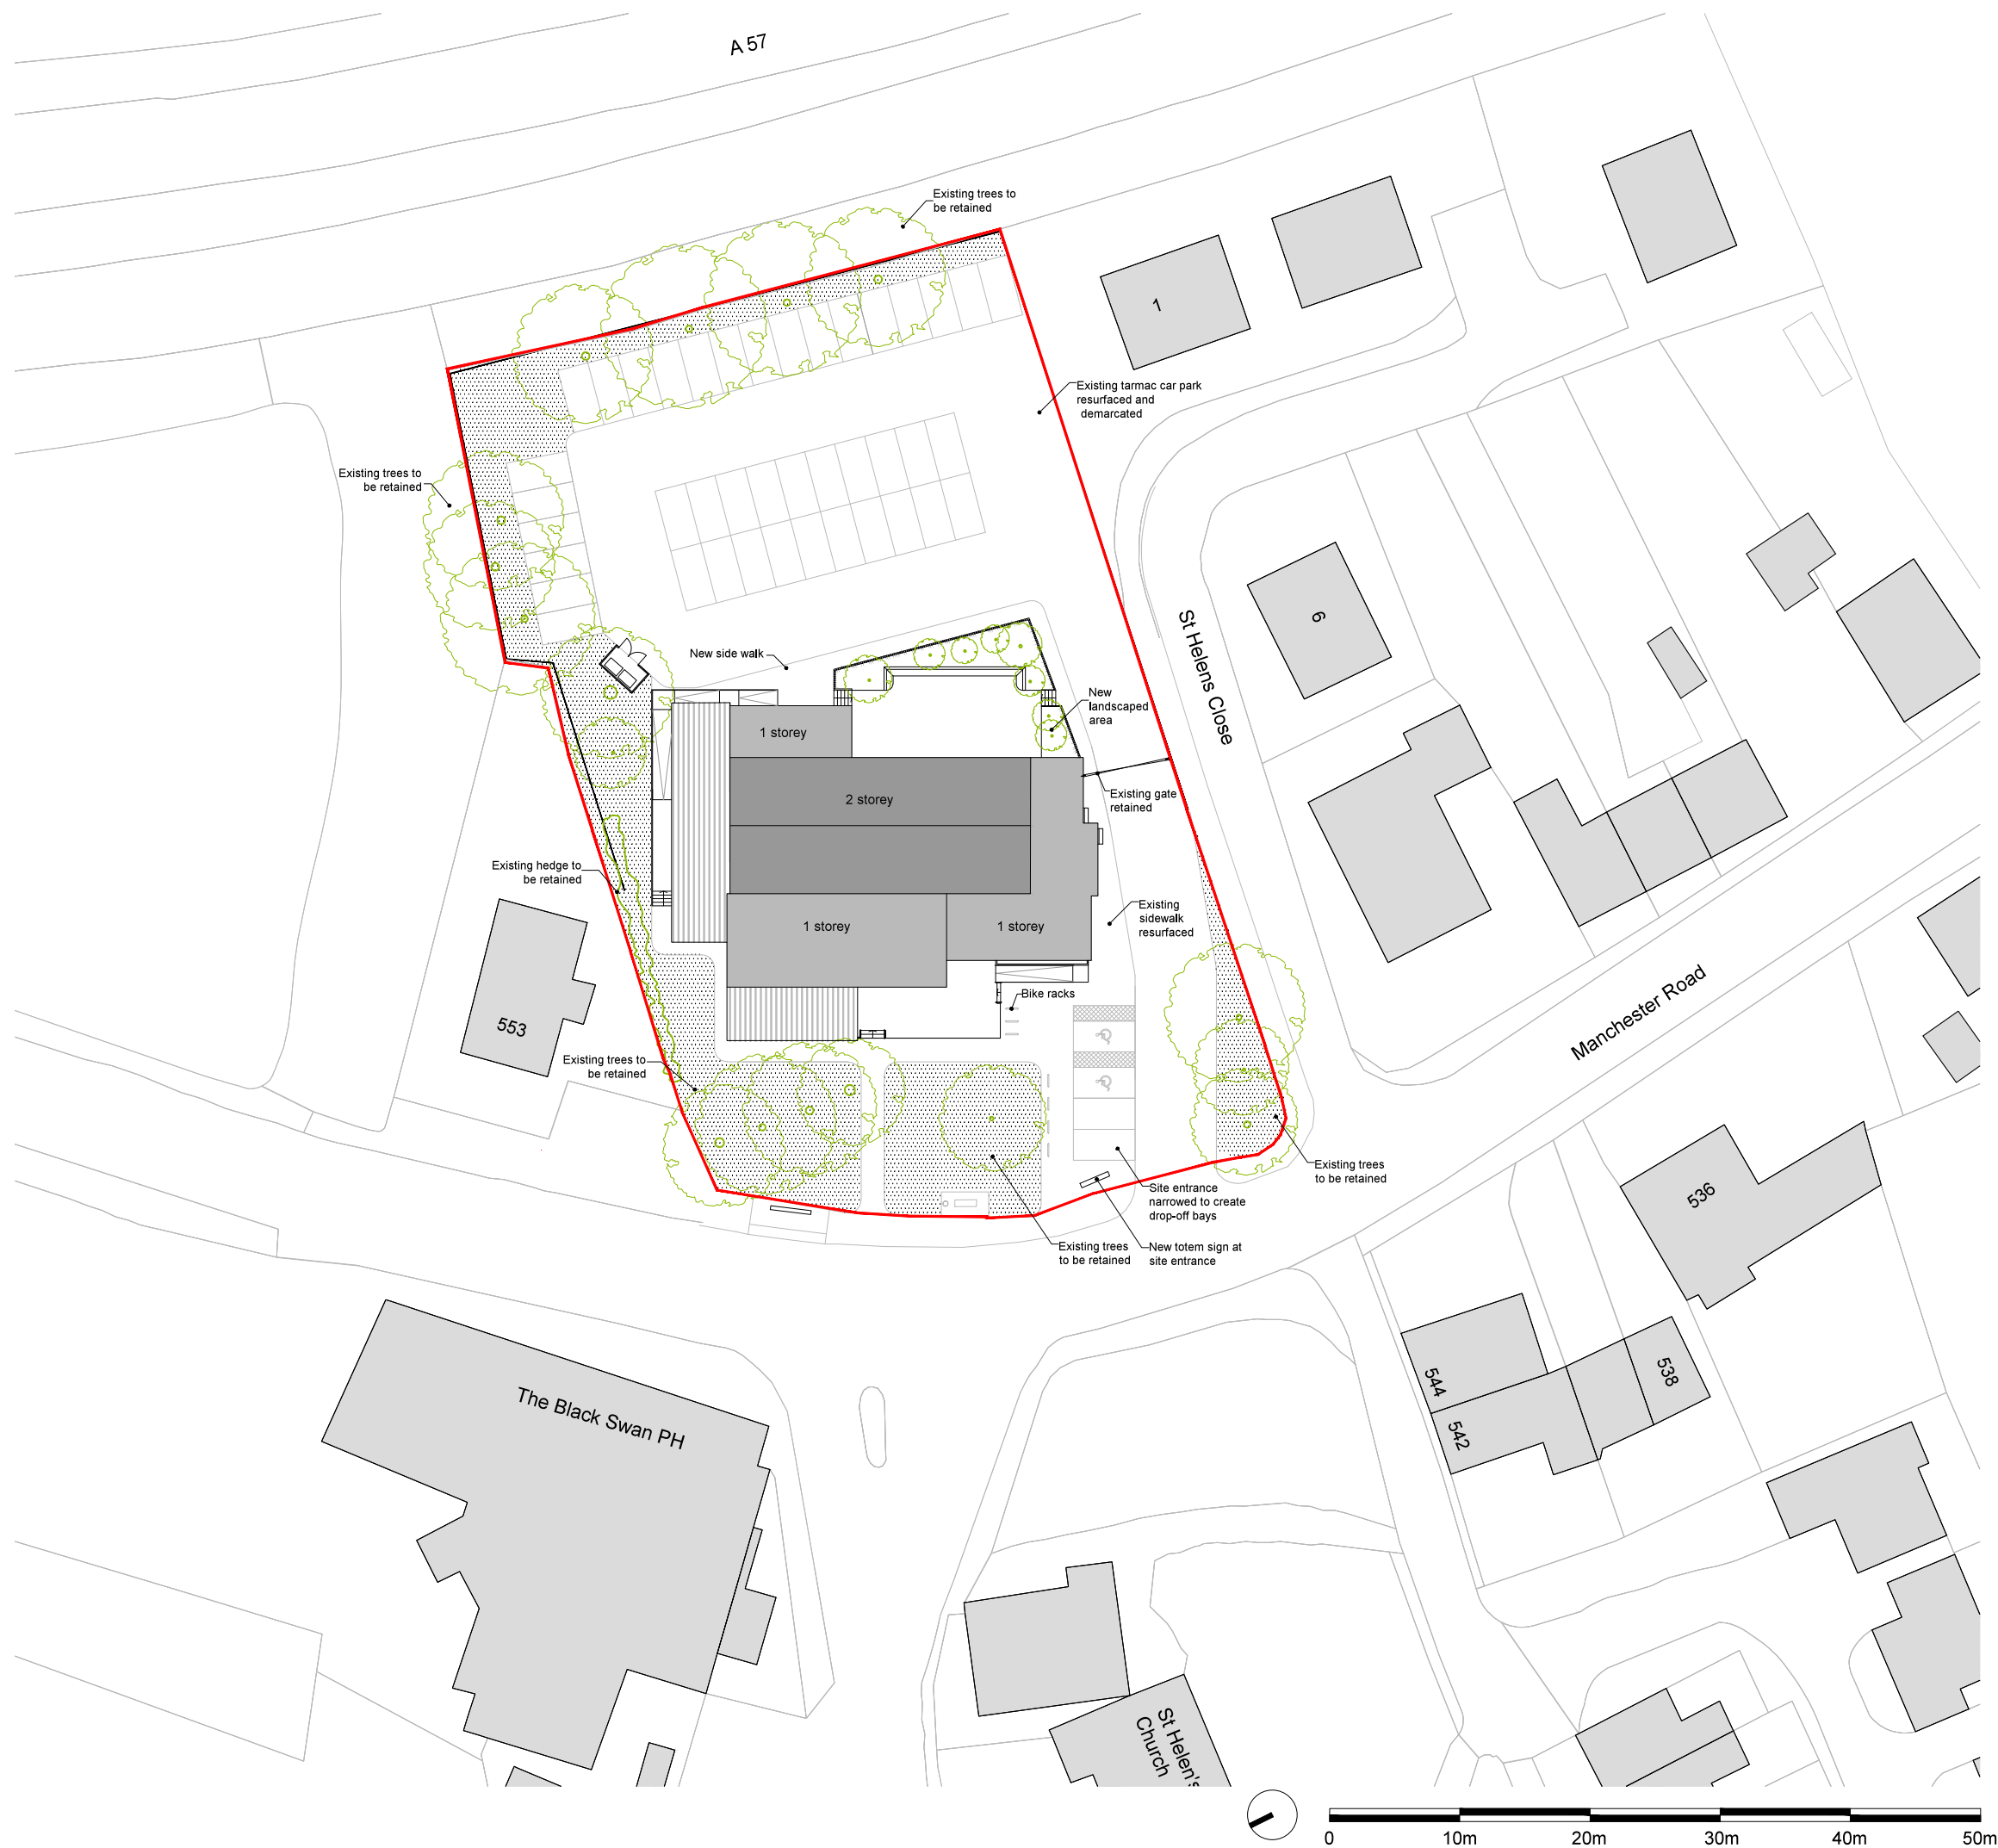 A 57
Existing trees to
be retained
1
Existing tarmac car park
resurfaced and
demarcated
Existing trees to
be retained
6
St Helens Close
New side walk
New
landscaped
area
1 storey
2 storey
Existing gate
retained
Existing hedge to
be retained
1 storey
1 storey
Existing
sidewalk
resurfaced
553
Bike racks
Manchester Road
Existing trees to
be retained
Existing trees
to be retained
Site entrance
narrowed to create
drop-off bays
536
Existing trees
to be retained
New totem sign at
site entrance
544
538
542
The Black Swan PH
St Helen's
Church
0
10m
20m
30m
40m
50m